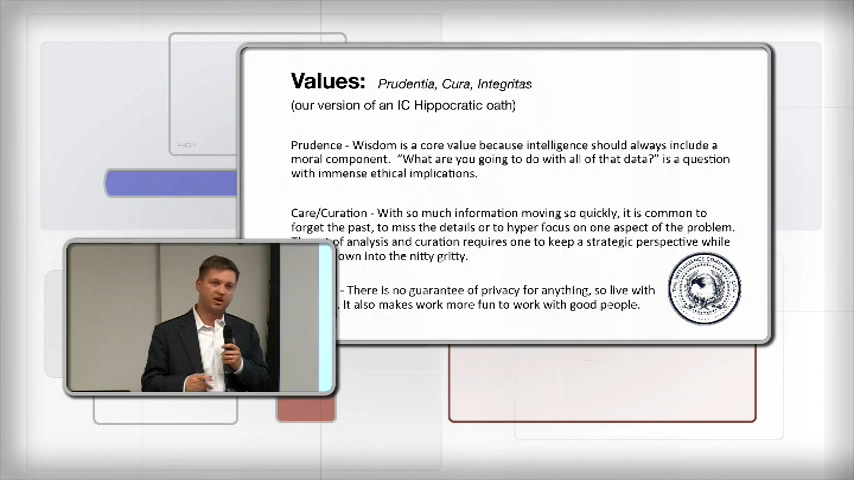 Values: Prudentia, Cura, Integritas
(our version of an IC Hippocratic oath)
Prudence - Wisdom is a core value because intelligence should always include a
moral component. "What are you going to do with all of that data?" is a question
with immense ethical implications.
Care/Curation - With so much information moving so quickly, it is common to
forget the past, to miss the details or to hyper focus on one aspect of the problem.
of analysis and curation requires one to keep a strategic perspective while
down into the nitty gritty.
- There is no guarantee of privacy for anything, so live with
. It also makes work more fun to work with good people.